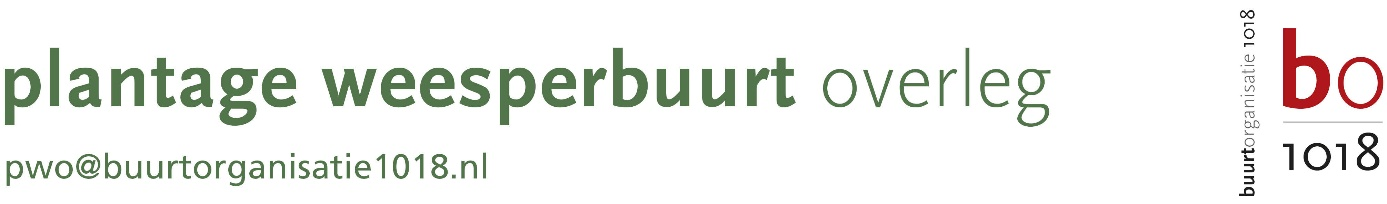 plantage weesperbuurt overleg
pwo@buurtorganisatie1018.nl
buurtorganisatie 1018
bo
1018